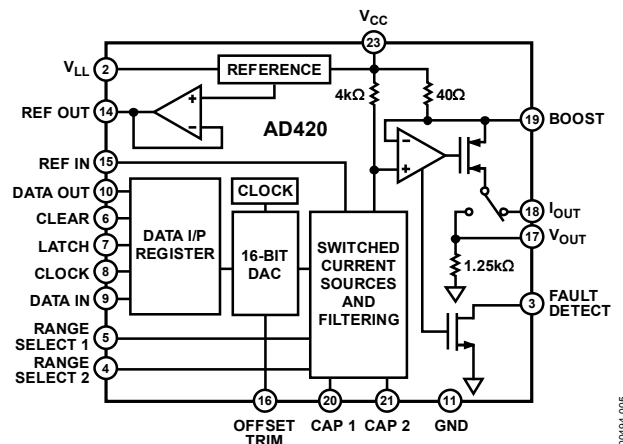 VCC
23
VLL
2
REFERENCE
4kΩ
40Ω
REF OUT
14
AD420
19
BOOST
REF IN
15
DATA OUT
10
CLEAR
6
LATCH
7
CLOCK
8
DATA IN
9
DATA I/P
REGISTER
CLOCK
16-BIT
DAC
SWITCHED
CURRENT
SOURCES
AND
FILTERING
18
IOUT
17
VOUT
1.25kΩ
3
FAULT
DETECT
RANGE
SELECT 1
5
RANGE
SELECT 2
4
16
20
21
11
OFFSET
TRIM
CAP 1
CAP 2
GND
00494-005